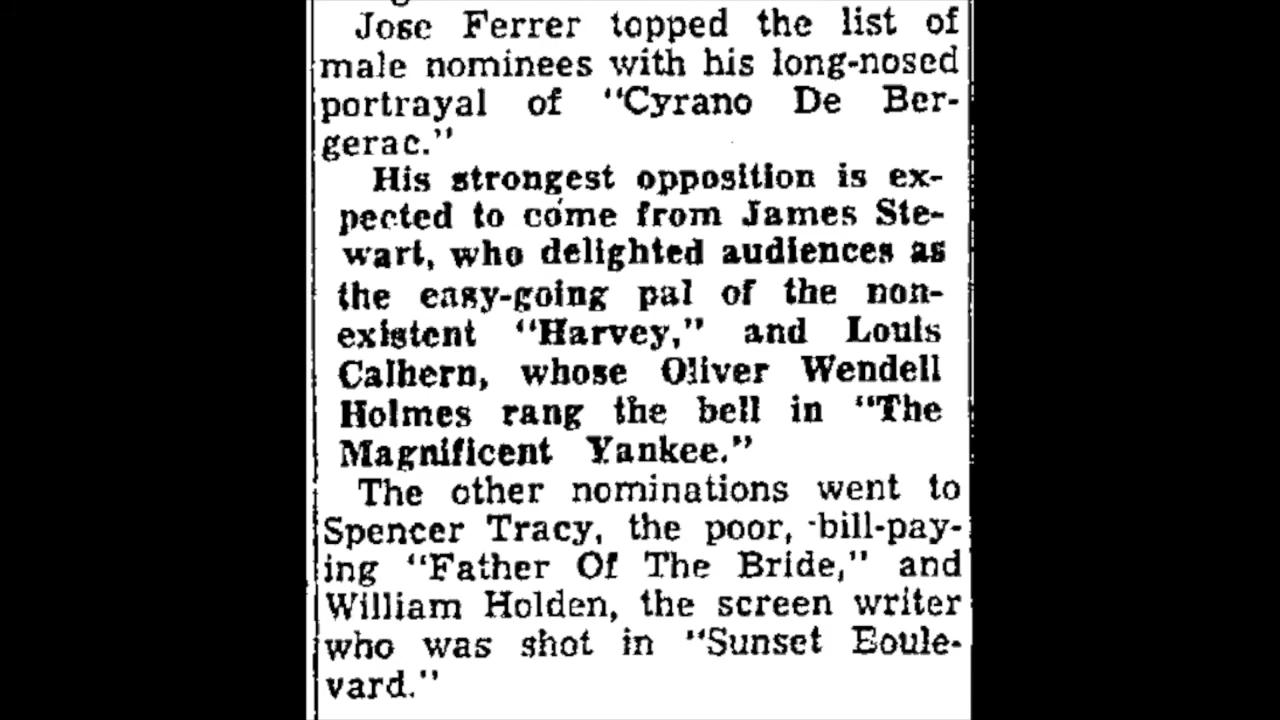 Jose Ferrer topped the list of
male nominees with his long-nosed
portrayal of "Cyrano De Ber-
gerac."
His strongest opposition is ex-
pected to come from James Ste-
wart, who delighted audiences as
the easy-going pal of the non-
existent "Harvey," and Louis
Calhern, whose Oliver Wendell
Holmes rang the bell in "The
Magnificent Yankee."
The other nominations went to
Spencer Tracy, the poor, bill-pay-
ing "Father Of The Bride," and
William Holden, the screen writer
who was shot in "Sunset Boule-
vard."